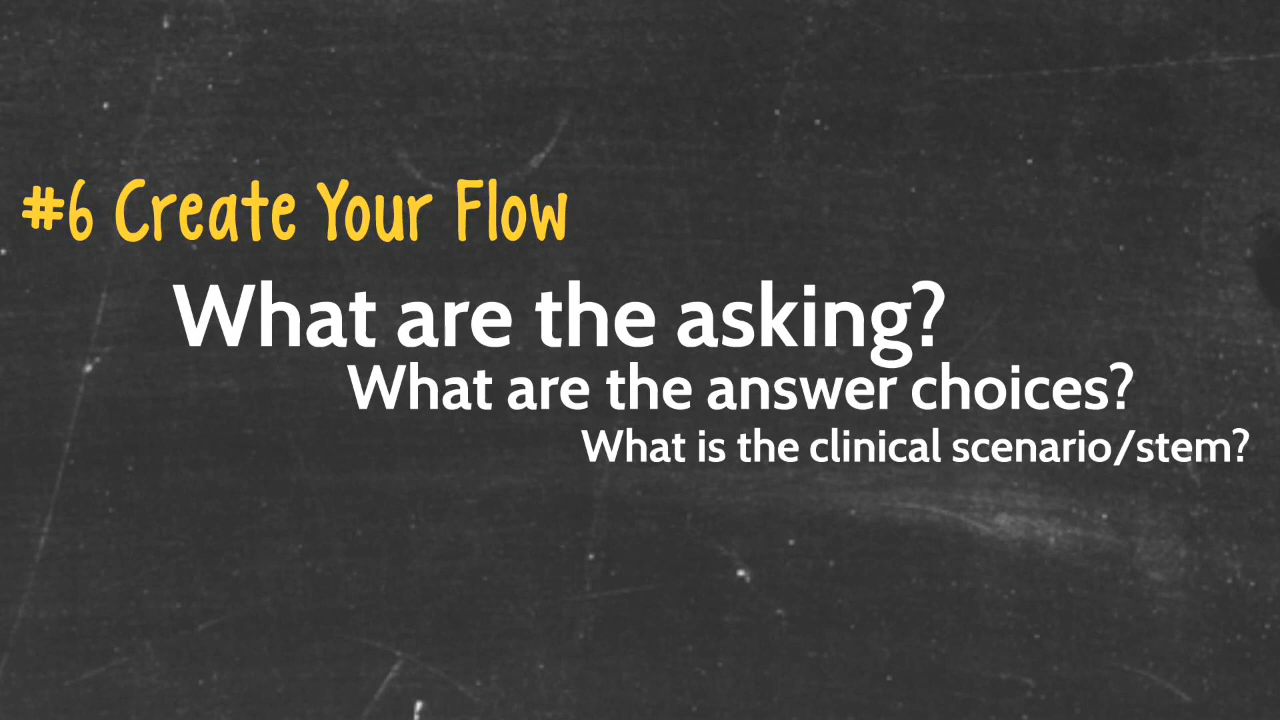 #6 Create Your Flow
What are the asking?
What are the answer choices?
What is the clinical scenario/stem?